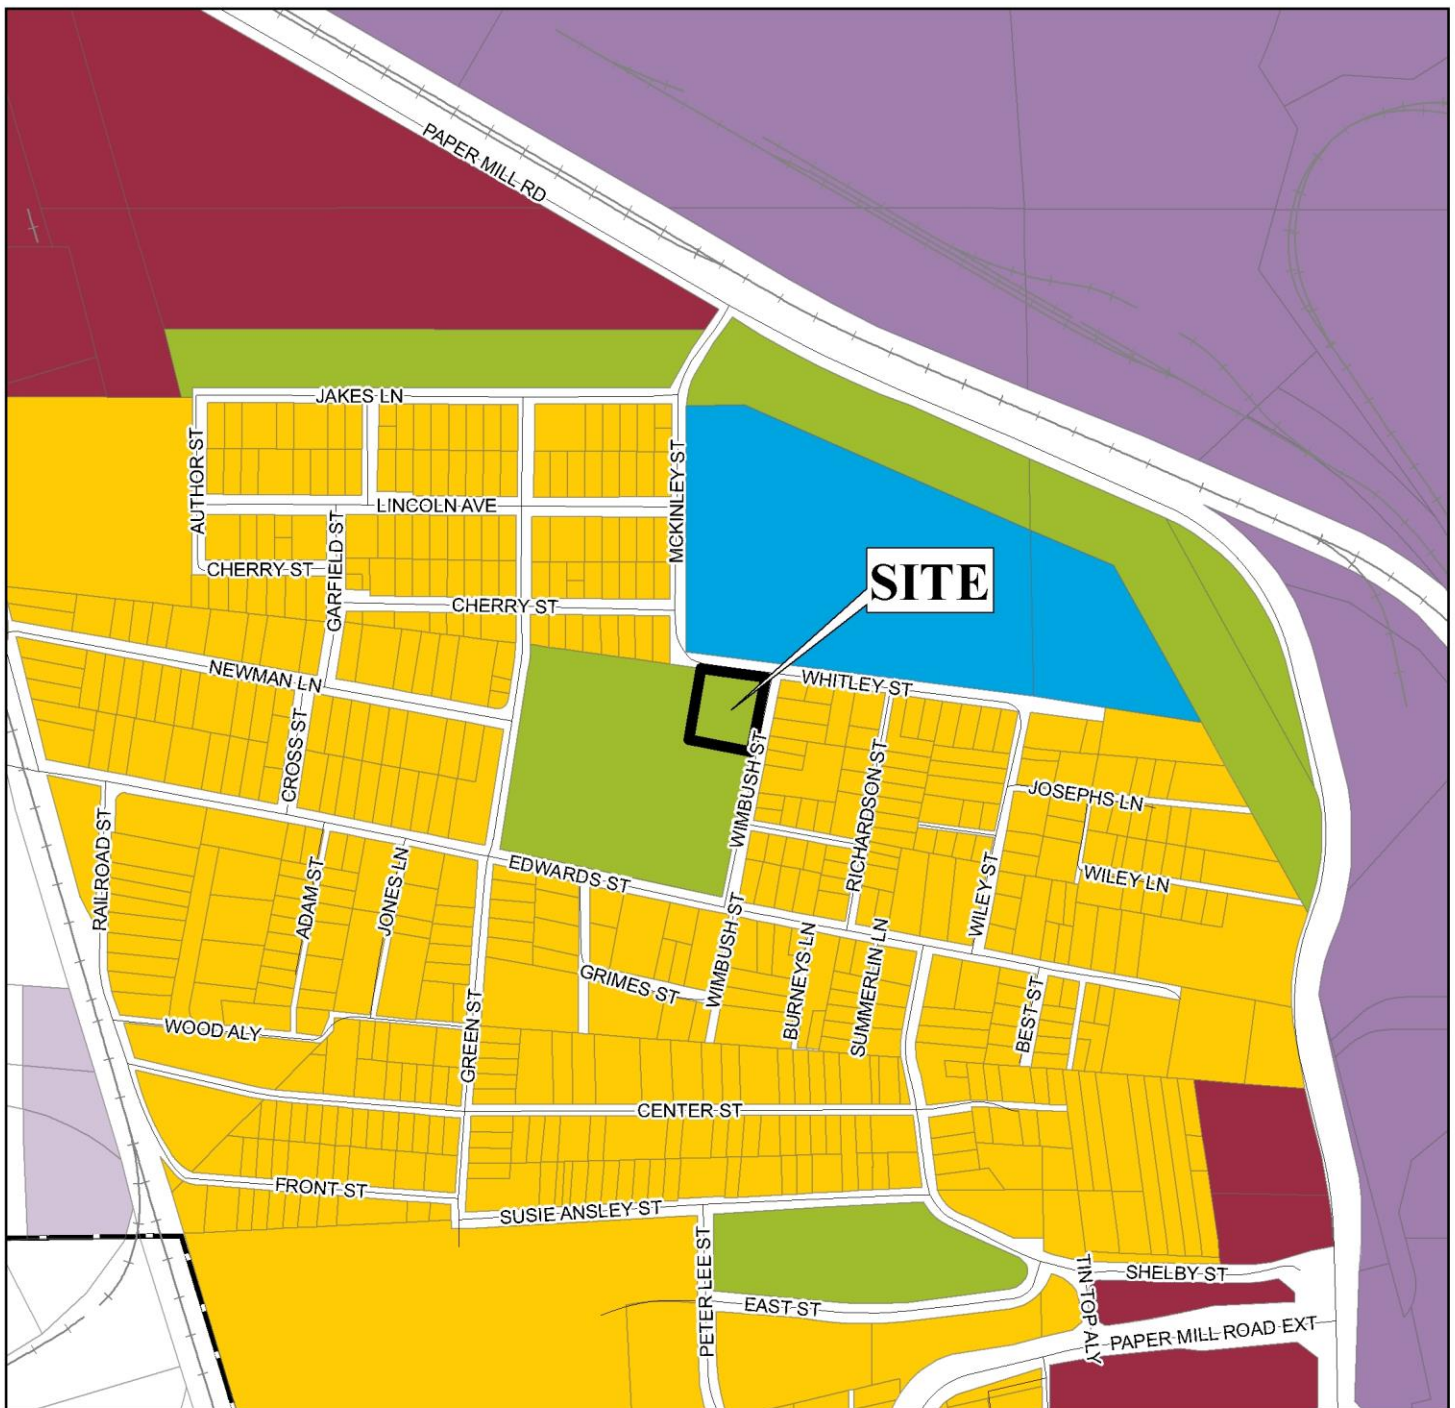 PAPER MILL RD
JAKES LN
AUTHOR ST
MCKINLEY ST
LINCOLN AVE
GARFIELD ST
CHERRY ST
CHERRY ST
SITE
NEWMAN LN
WHITLEY ST
CROSS ST
WIMBUSH ST
RICHARDSON ST
JOSEPHS LN
RAILROAD ST
ADAM ST
JONES LN
EDWARDS ST
WILEY ST
WILEY LN
WIMBUSH ST
BURNEYS LN
SUMMERLIN LN
GRIMES ST
BEST ST
WOOD ALY
GREEN ST
CENTER ST
FRONT ST
SUSIE ANSLEY ST
PETER LEE ST
EAST ST
TIN TOP ALY
SHELBY ST
PAPER MILL ROAD EXT